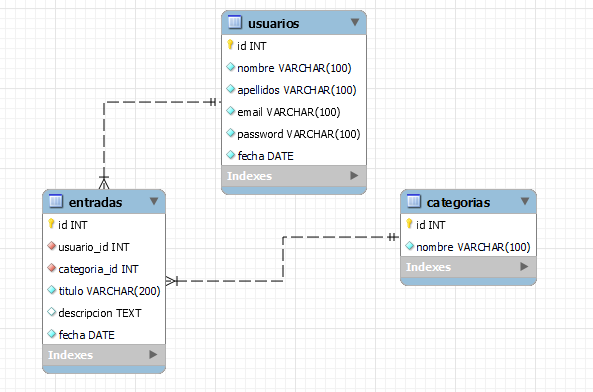 usuarios
id INT
nombre VARCHAR(100)
apellidos VARCHAR(100)
email VARCHAR(100)
password VARCHAR(100)
fecha DATE
Indexes
entradas
id INT
usuario_id INT
categoria_id INT
titulo VARCHAR(200)
descripcion TEXT
fecha DATE
Indexes
categorias
id INT
nombre VARCHAR(100)
Indexes